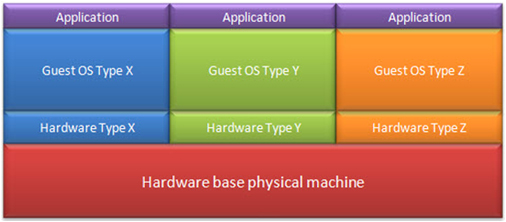 Application
Application
Application
Guest OS Type X
Guest OS Type Y
Guest OS Type Z
Hardware Type X
Hardware Type Y
Hardware Type Z
Hardware base physical machine